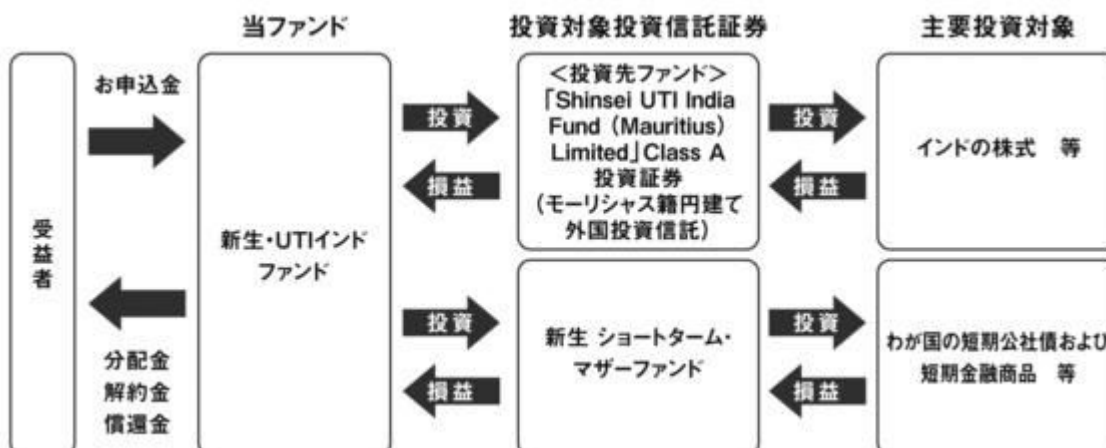 当ファンド
投資対象投資信託証券
主要投資対象
受益者
お申込金
分配金
解約金
償還金
新生・UTIインド
ファンド
投資
損益
<投資先ファンド>
「Shinsei UTI India
Fund (Mauritius)
Limited」Class A
投資証券
(モーリシャス籍円建て
外国投資信託)
投資
損益
インドの株式 等
投資
損益
新生 ショートターム・
マザーファンド
投資
損益
わが国の短期公社債および
短期金融商品 等